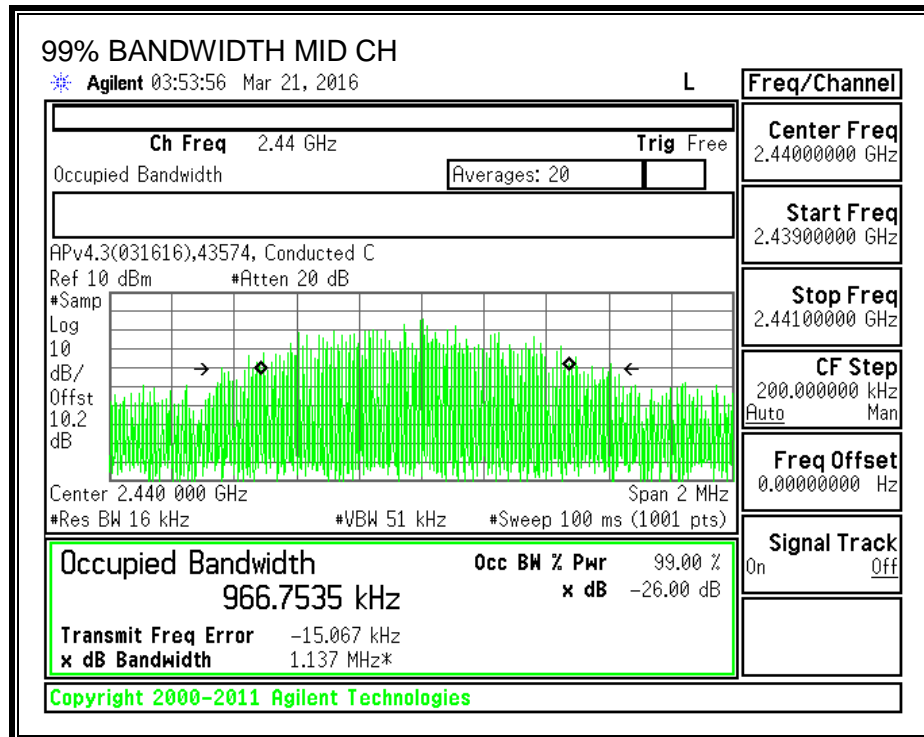 99% BANDWIDTH MID CH
Agilent 03:53:56 Mar 21, 2016 L
Ch Freq 2.44 GHz Trig Free
Occupied Bandwidth Averages: 20
APv4.3(031616),43574, Conducted C
Ref 10 dBm #Atten 20 dB
#Samp
Log
10
dB/
Offst
10.2
dB
Center 2.440 000 GHz Span 2 MHz
#Res BW 16 kHz #VBW 51 kHz #Sweep 100 ms (1001 pts)
Occupied Bandwidth Occ BW % Pwr 99.00 %
966.7535 kHz x dB -26.00 dB
Transmit Freq Error -15.067 kHz
x dB Bandwidth 1.137 MHz*
Copyright 2000-2011 Agilent Technologies
Freq/Channel
Center Freq
2.44000000 GHz
Start Freq
2.43900000 GHz
Stop Freq
2.44100000 GHz
CF Step
200.000000 kHz
Auto Man
Freq Offset
0.00000000 Hz
Signal Track
On Off